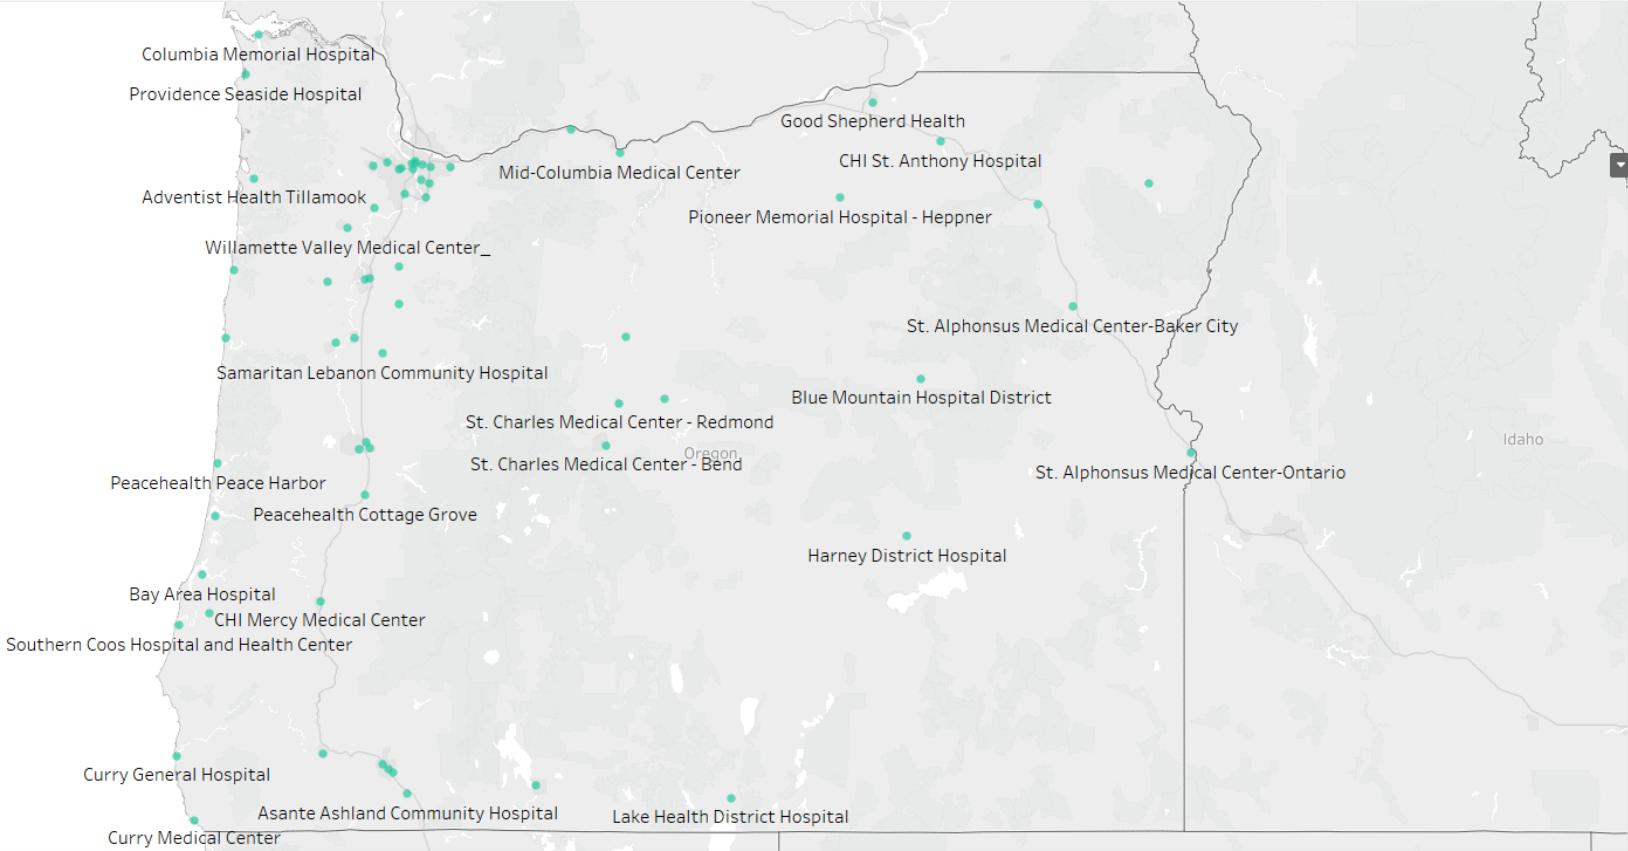 Columbia Memorial Hospital
Providence Seaside Hospital
Good Shepherd Health
CHI St. Anthony Hospital
Mid-Columbia Medical Center
Adventist Health Tillamook
Pioneer Memorial Hospital - Heppner
Willamette Valley Medical Center_
St. Alphonsus Medical Center-Baker City
Samaritan Lebanon Community Hospital
Blue Mountain Hospital District
St. Charles Medical Center - Redmond
Idaho
Oregon
St. Charles Medical Center - Bend
St. Alphonsus Medical Center-Ontario
Peacehealth Peace Harbor
Peacehealth Cottage Grove
Harney District Hospital
Bay Area Hospital
CHI Mercy Medical Center
Southern Coos Hospital and Health Center
Curry General Hospital
Asante Ashland Community Hospital
Lake Health District Hospital
Curry Medical Center